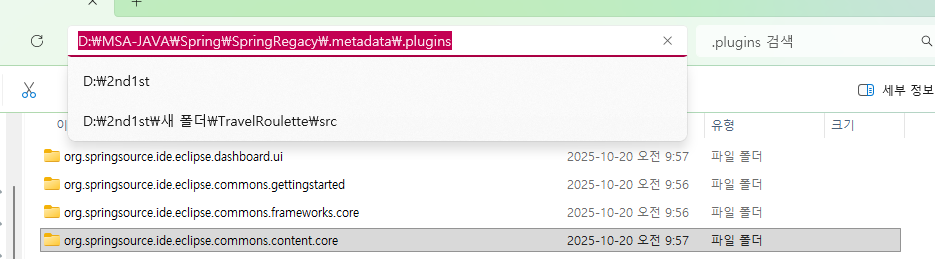 D:₩MSA-JAVA₩Spring₩SpringRegacy₩.metadata₩.plugins
.plugins 검색
D:₩2nd1st
D:₩2nd1st₩새 폴더₩TravelRoulette₩src
세부 정보
유형 크기
org.springsource.ide.eclipse.dashboard.ui 2025-10-20 오전 9:57 파일 폴더
org.springsource.ide.eclipse.commons.gettingstarted 2025-10-20 오전 9:56 파일 폴더
org.springsource.ide.eclipse.commons.frameworks.core 2025-10-20 오전 9:56 파일 폴더
org.springsource.ide.eclipse.commons.content.core 2025-10-20 오전 9:57 파일 폴더